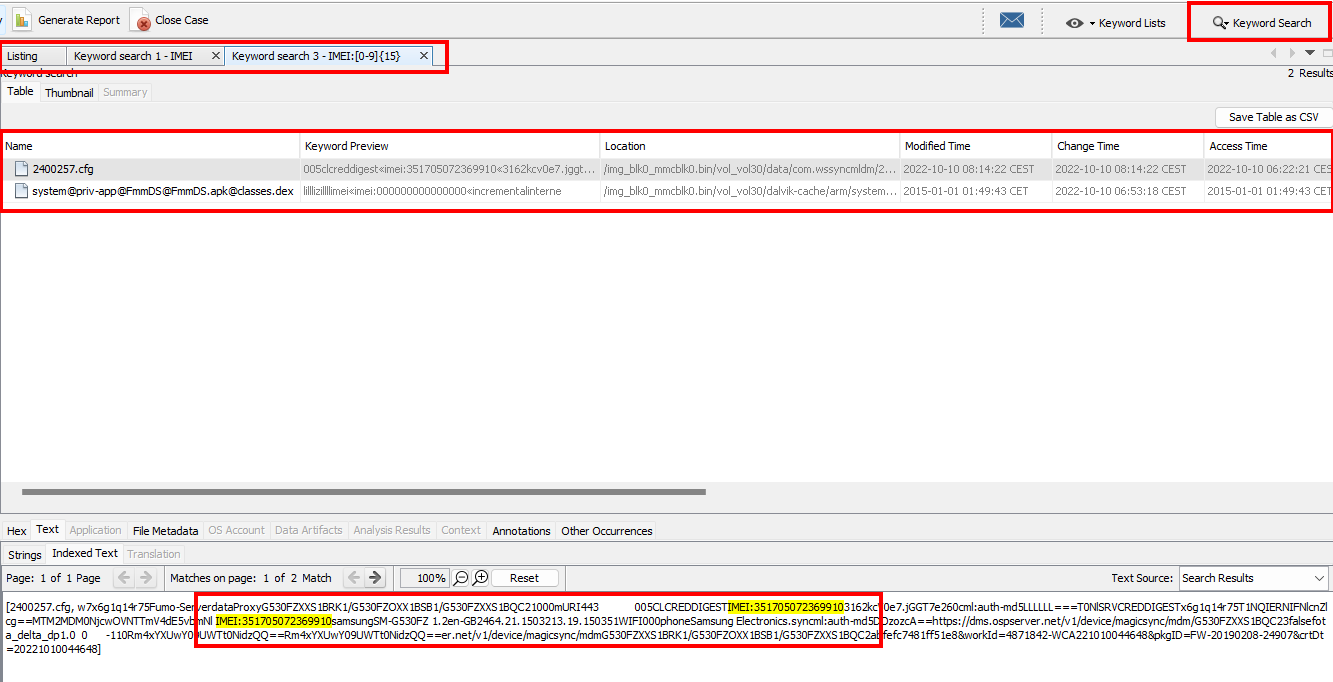 Generate Report Close Case Keyword Lists Keyword Search
Listing Keyword search 1 - IMEI Keyword search 3 - IMEI:[0-9]{15}
Keyword search 2 Results
Table Thumbnail Summary
Save Table as CSV
Name Keyword Preview Location Modified Time Change Time Access Time
2400257.cfg 005clcreddigest«imei:351705072369910«3162kcv0e7.jggt... /img_blk0_mmcblk0.bin/vol_vol30/data/com.wssyncmldm/2... 2022-10-10 08:14:22 CEST 2022-10-10 08:14:22 CEST 2022-10-10 06:22:21 CES
system@priv-app@FmmDS@FmmDS.apk@classes.dex «imei:000000000000000«incrementalinterne /img_blk0_mmcblk0.bin/vol_vol30/dalvik-cache/arm/system... 2015-01-01 01:49:43 CET 2022-10-10 06:53:18 CEST 2015-01-01 01:49:43 CET
Hex Text Application File Metadata OS Account Data Artifacts Analysis Results Context Annotations Other Occurrences
Strings Indexed Text Translation
Page: 1 of 1 Page Matches on page: 1 of 2 Match 100% Reset Text Source: Search Results
[2400257.cfg, w7x6g1q14r75Fumo-ServerdataProxyG530FZXXS1BRK1/G530FZOXX1BSB1/G530FZXXS1BQC21000mURI443 005CLCREDDIGESTIMEI:3517050723699103162kcV0e7.jGGT7e260cml:auth-md5LLLLLL===T0NlSRVCREDDIGESTx6g1q14r75T1NQIERNIFNlcnZl
cg==MTM2MDM0NjcwOVNTTmV4dE5vbmNl IMEI:351705072369910samsungSM-G530FZ 1.2en-GB2464.21.1503213.19.150351WIFI000phoneSamsung Electronics.syncml:auth-md5DDzozcA==https://dms.ospserver.net/v1/device/magicsync/mdm/G530FZXXS1BQC23falsefot
a_delta_dp1.0 0 -110Rm4xYXUwY09UWTt0NidzZQ==Rm4xYXUwY09UWTt0NidzZQ==er.net/v1/device/magicsync/mdmG530FZXXS1BRK1/G530FZOXX1BSB1/G530FZXXS1BQC2abfefc7481ff51e8&workId=4871842-WCA221010044648&pkgID=FW-20190208-24907&crtDt
=20221010044648]